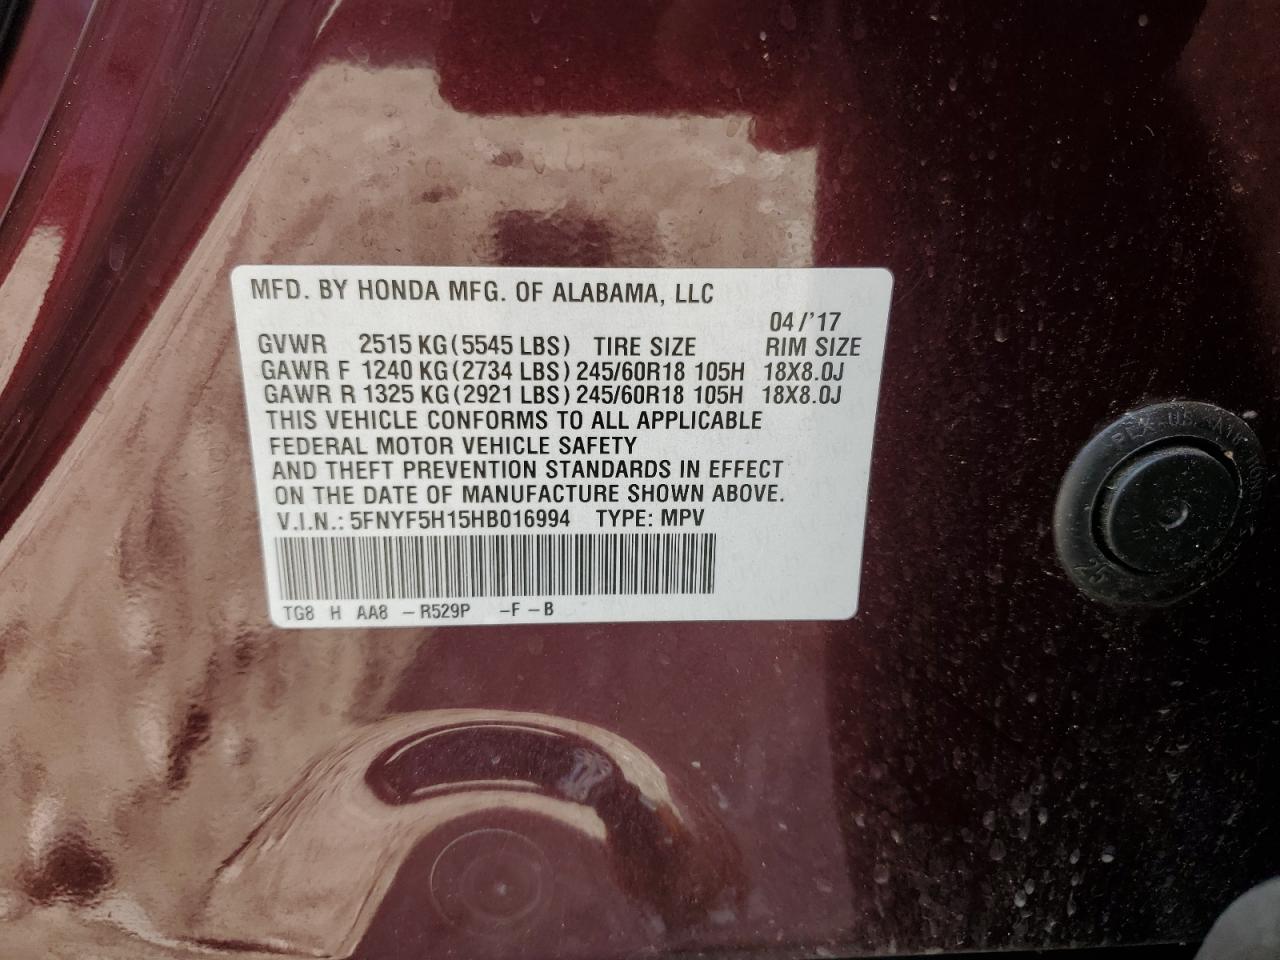 MFD. BY HONDA MFG. OF ALABAMA, LLC
04/'17
GVWR 2515 KG(5545 LBS) TIRE SIZE RIM SIZE
GAWR F 1240 KG(2734 LBS) 245/60R18 105H 18X8.0J
GAWR R 1325 KG(2921 LBS) 245/60R18 105H 18X8.0J
THIS VEHICLE CONFORMS TO ALL APPLICABLE
FEDERAL MOTOR VEHICLE SAFETY
AND THEFT PREVENTION STANDARDS IN EFFECT
ON THE DATE OF MANUFACTURE SHOWN ABOVE.
V.I.N.: 5FNYF5H15HB016994 TYPE: MPV
TG8 H AA8 -R529P -F-B